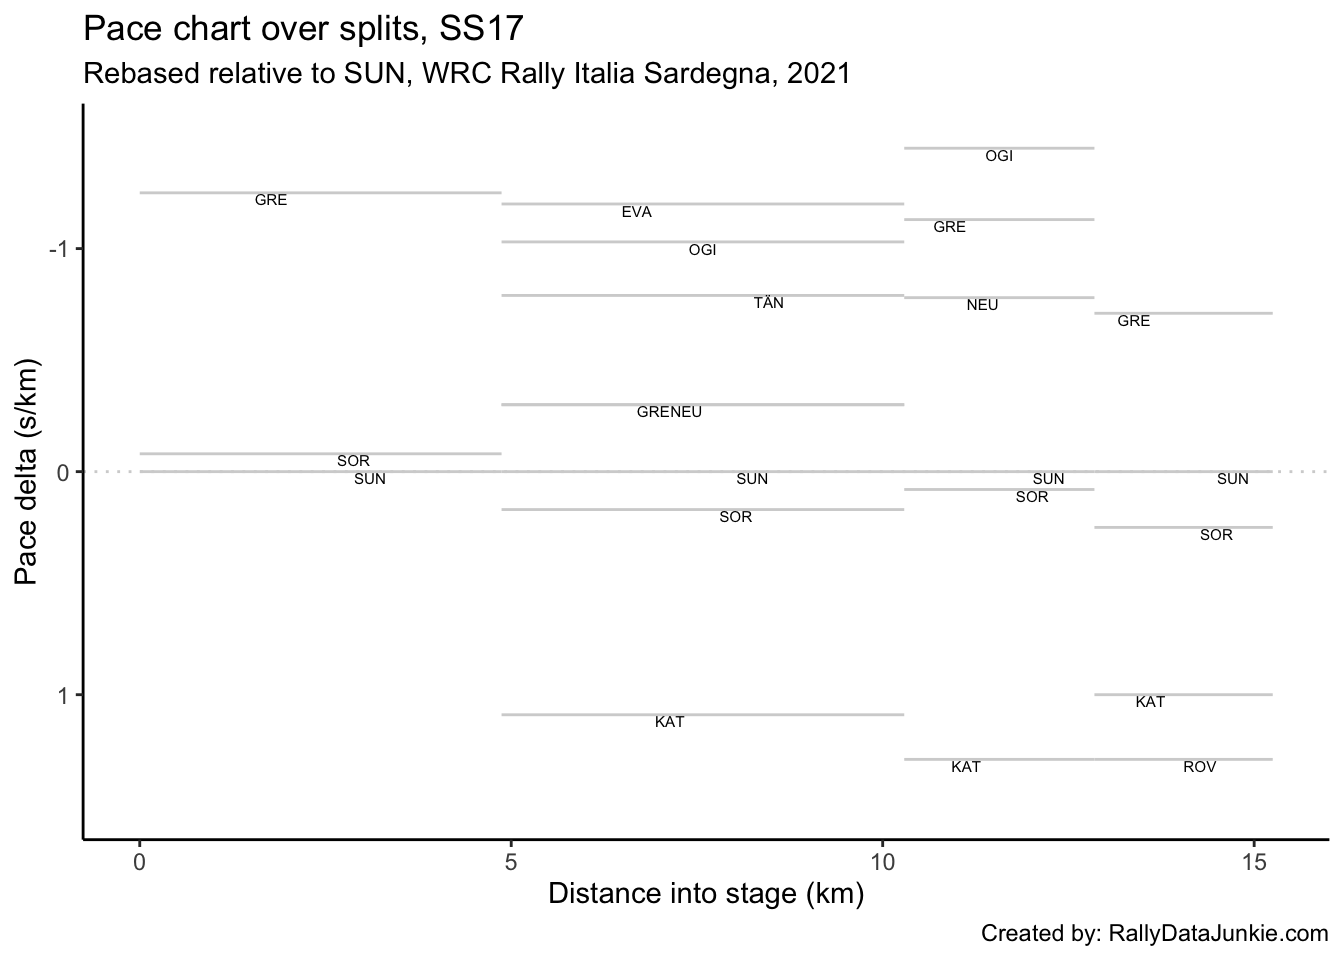 Pace chart over splits, SS17
Rebased relative to SUN, WRC Rally Italia Sardegna, 2021
OGI
GRE
EVA
GRE
-1
OGI
TÄN
NEU
GRE
GRENEU
SOR
0
SUN
SUN
SUN
SUN
SOR
SOR
SOR
1
KAT
KAT
KAT
ROV
Pace delta (s/km)
0
5
10
15
Distance into stage (km)
Created by: RallyDataJunkie.com